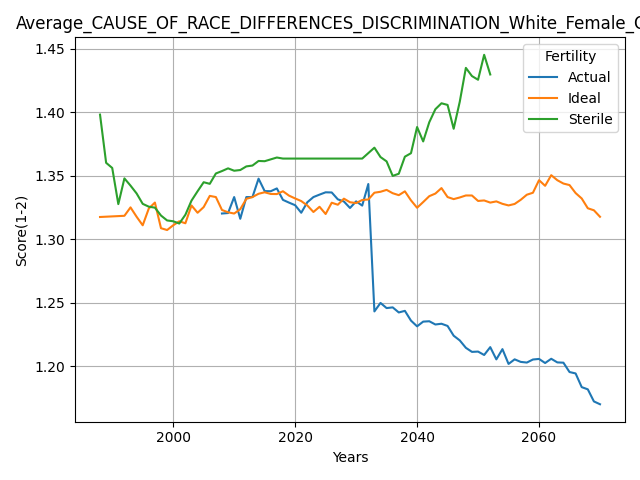 Average_CAUSE_OF_RACE_DIFFERENCES_DISCRIMINATION_White_Female_
Fertility
Actual
Ideal
Sterile
1.45
1.40
1.35
1.30
1.25
1.20
Score(1-2)
2000 2020 2040 2060
Years